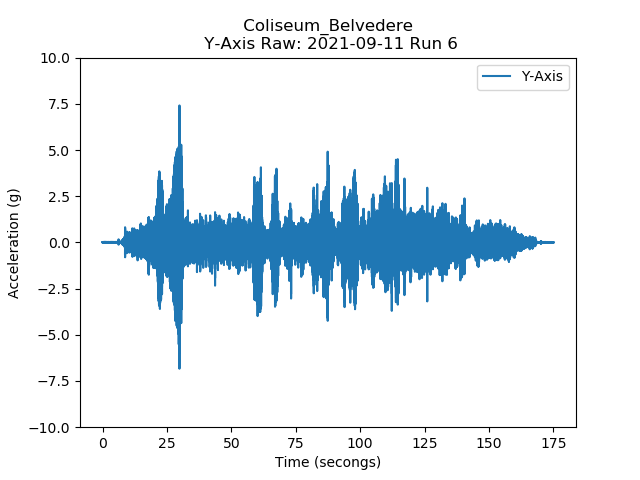 Coliseum_Belvedere
Y-Axis Raw: 2021-09-11 Run 6
Y-Axis
10.0
7.5
5.0
2.5
0.0
−2.5
−5.0
−7.5
−10.0
Acceleration (g)
0 25 50 75 100 125 150 175
Time (secongs)